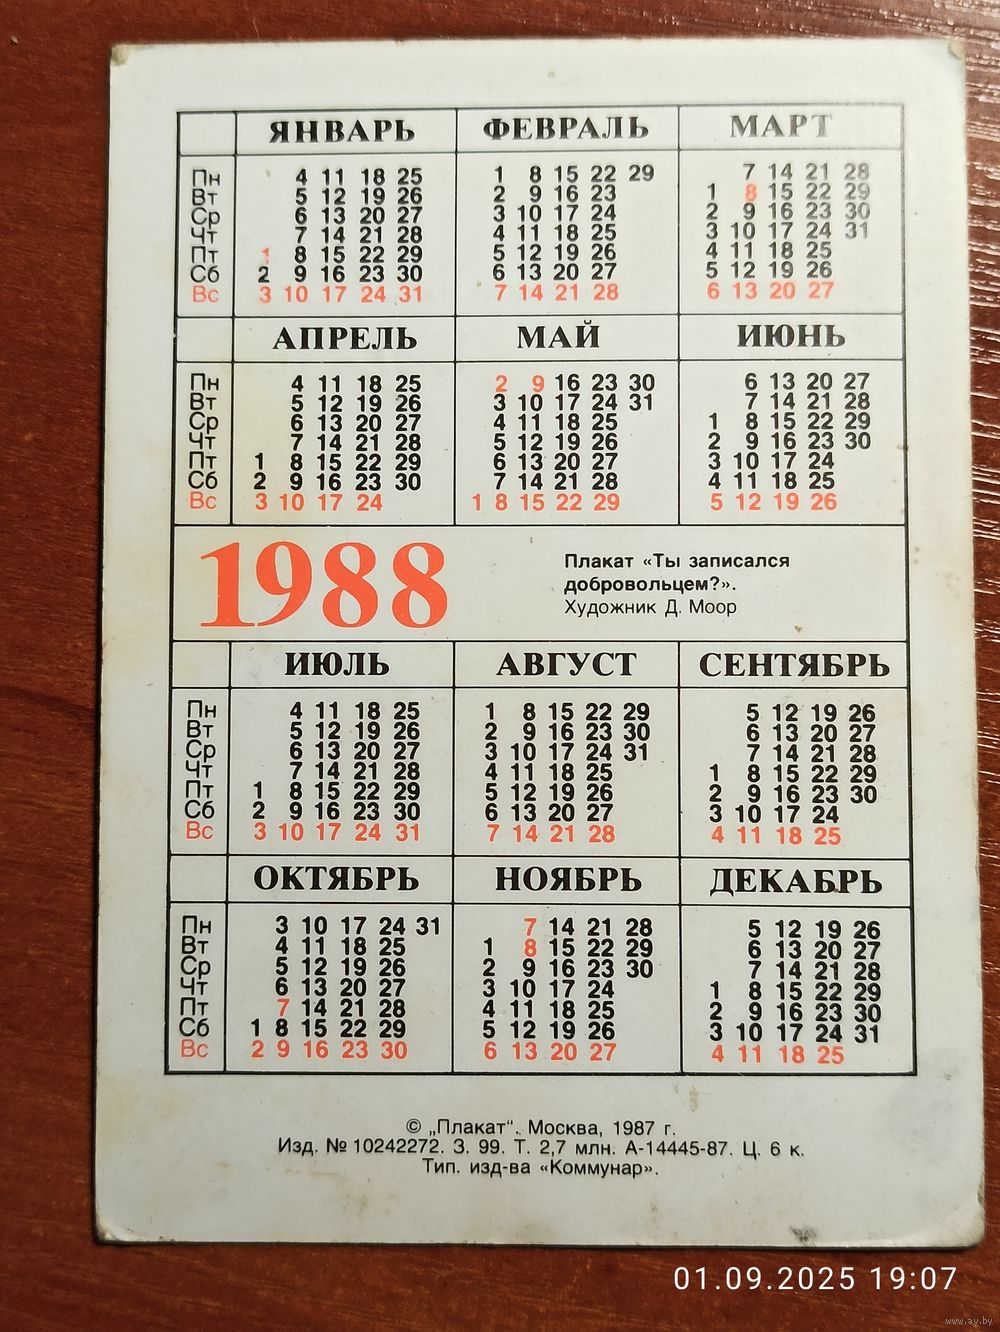 ЯНВАРЬ ФЕВРАЛЬ МАРТ
Пн 4 11 18 25 1 8 15 22 29 7 14 21 28
Вт 5 12 19 26 2 9 16 23 1 8 15 22 29
Ср 6 13 20 27 3 10 17 24 2 9 16 23 30
Чт 7 14 21 28 4 11 18 25 3 10 17 24 31
Пт 1 8 15 22 29 5 12 19 26 4 11 18 25
Сб 2 9 16 23 30 6 13 20 27 5 12 19 26
Вс 3 10 17 24 31 7 14 21 28 6 13 20 27
АПРЕЛЬ МАЙ ИЮНЬ
Пн 4 11 18 25 2 9 16 23 30 6 13 20 27
Вт 5 12 19 26 3 10 17 24 31 7 14 21 28
Ср 6 13 20 27 4 11 18 25 1 8 15 22 29
Чт 7 14 21 28 5 12 19 26 2 9 16 23 30
Пт 1 8 15 22 29 6 13 20 27 3 10 17 24
Сб 2 9 16 23 30 7 14 21 28 4 11 18 25
Вс 3 10 17 24 1 8 15 22 29 5 12 19 26
1988
Плакат «Ты записался
добровольцем?».
Художник Д. Моор
ИЮЛЬ АВГУСТ СЕНТЯБРЬ
Пн 4 11 18 25 1 8 15 22 29 5 12 19 26
Вт 5 12 19 26 2 9 16 23 30 6 13 20 27
Ср 6 13 20 27 3 10 17 24 31 7 14 21 28
Чт 7 14 21 28 4 11 18 25 1 8 15 22 29
Пт 1 8 15 22 29 5 12 19 26 2 9 16 23 30
Сб 2 9 16 23 30 6 13 20 27 3 10 17 24
Вс 3 10 17 24 31 7 14 21 28 4 11 18 25
ОКТЯБРЬ НОЯБРЬ ДЕКАБРЬ
Пн 3 10 17 24 31 7 14 21 28 5 12 19 26
Вт 4 11 18 25 1 8 15 22 29 6 13 20 27
Ср 5 12 19 26 2 9 16 23 30 7 14 21 28
Чт 6 13 20 27 3 10 17 24 1 8 15 22 29
Пт 7 14 21 28 4 11 18 25 2 9 16 23 30
Сб 1 8 15 22 29 5 12 19 26 3 10 17 24 31
Вс 2 9 16 23 30 6 13 20 27 4 11 18 25
© „Плакат“. Москва, 1987 г.
Изд. № 10242272. З. 99. Т. 2,7 млн. А-14445-87. Ц. 6 к.
Тип. изд-ва «Коммунар».
01.09.2025 19:07
www.ay.by